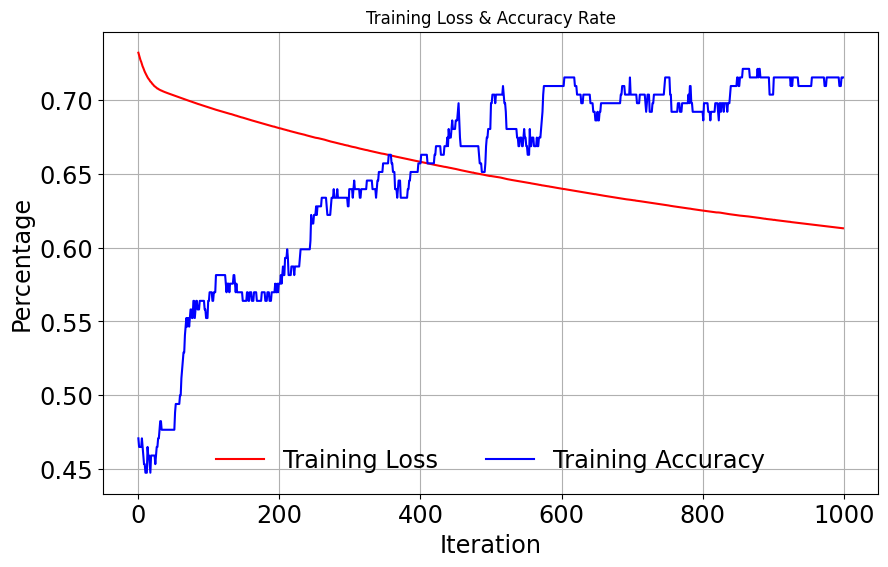 Training Loss & Accuracy Rate
Percentage
0.70
0.65
0.60
0.55
0.50
0.45
Training Loss Training Accuracy
0 200 400 600 800 1000
Iteration